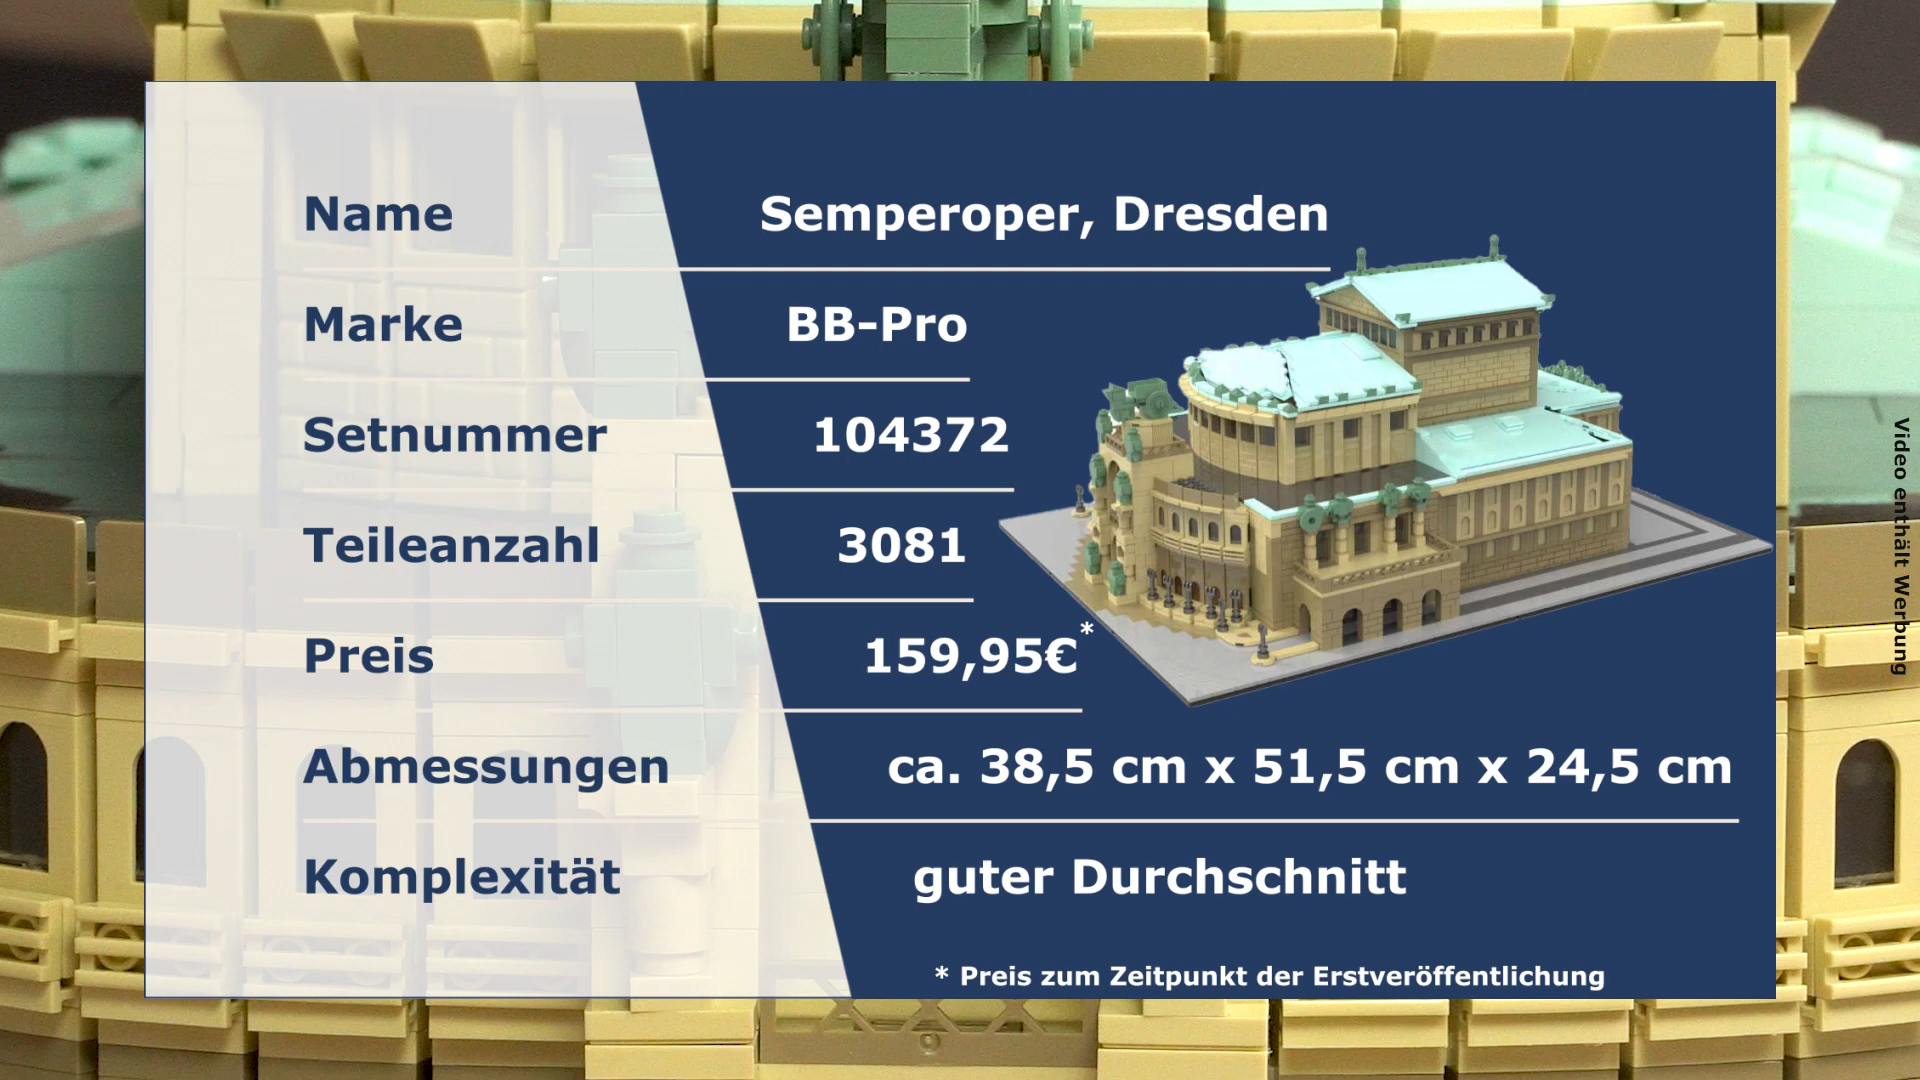 Name Semperoper, Dresden
Marke BB-Pro
Setnummer 104372
Teileanzahl 3081
Preis 159,95€*
Abmessungen ca. 38,5 cm x 51,5 cm x 24,5 cm
Komplexität guter Durchschnitt
* Preis zum Zeitpunkt der Erstveröffentlichung
Video enthält Werbung